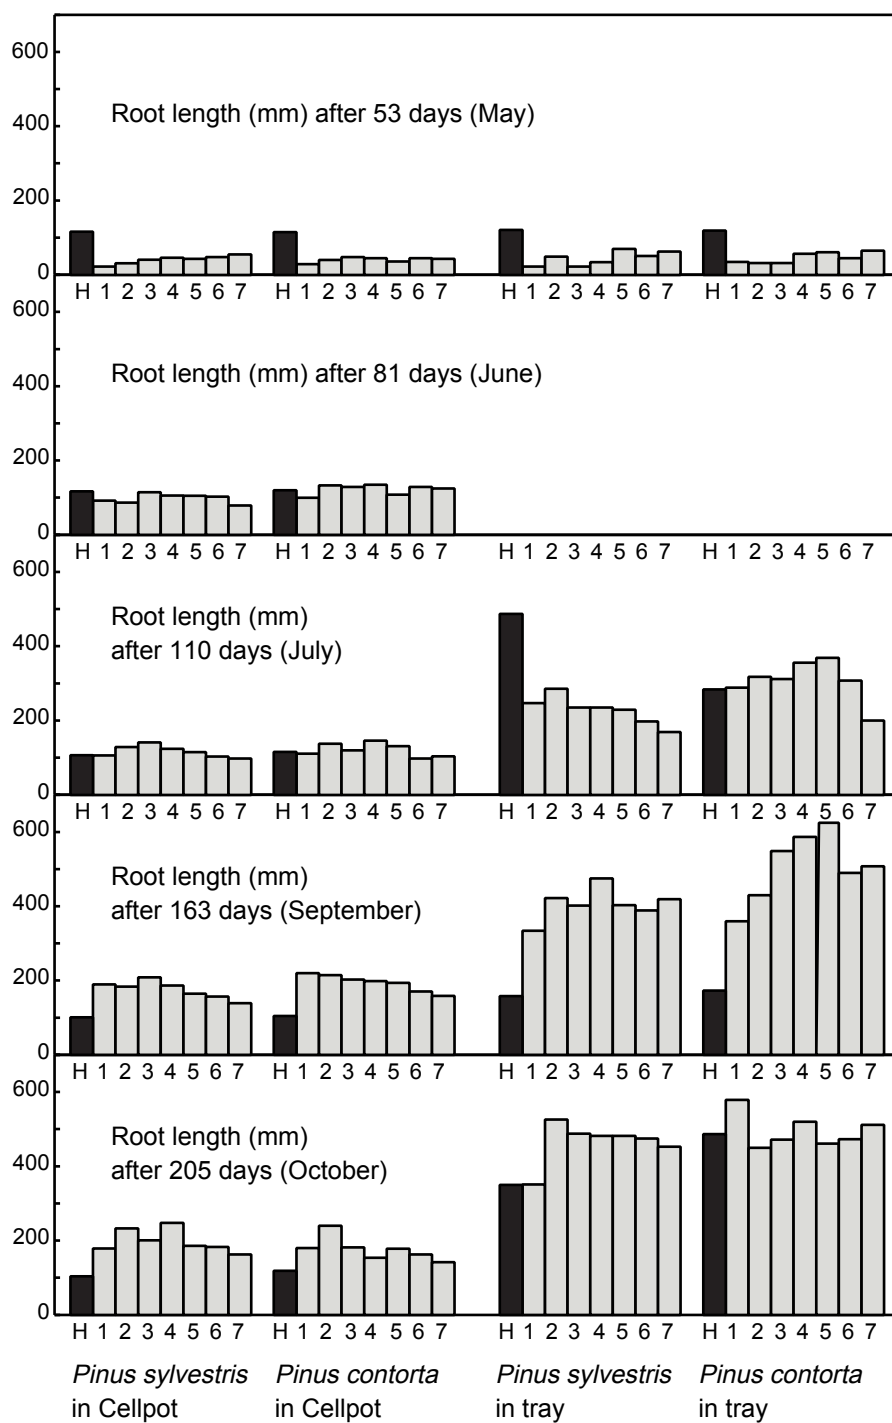 600
400
200
0
Root length (mm) after 53 days (May)
H 1 2 3 4 5 6 7 H 1 2 3 4 5 6 7 H 1 2 3 4 5 6 7 H 1 2 3 4 5 6 7
600
400
200
0
Root length (mm) after 81 days (June)
H 1 2 3 4 5 6 7 H 1 2 3 4 5 6 7 H 1 2 3 4 5 6 7 H 1 2 3 4 5 6 7
600
400
200
0
Root length (mm)
after 110 days (July)
H 1 2 3 4 5 6 7 H 1 2 3 4 5 6 7 H 1 2 3 4 5 6 7 H 1 2 3 4 5 6 7
600
400
200
0
Root length (mm)
after 163 days (September)
H 1 2 3 4 5 6 7 H 1 2 3 4 5 6 7 H 1 2 3 4 5 6 7 H 1 2 3 4 5 6 7
600
400
200
0
Root length (mm)
after 205 days (October)
H 1 2 3 4 5 6 7 H 1 2 3 4 5 6 7 H 1 2 3 4 5 6 7 H 1 2 3 4 5 6 7
Pinus sylvestris
in Cellpot
Pinus contorta
in Cellpot
Pinus sylvestris
in tray
Pinus contorta
in tray